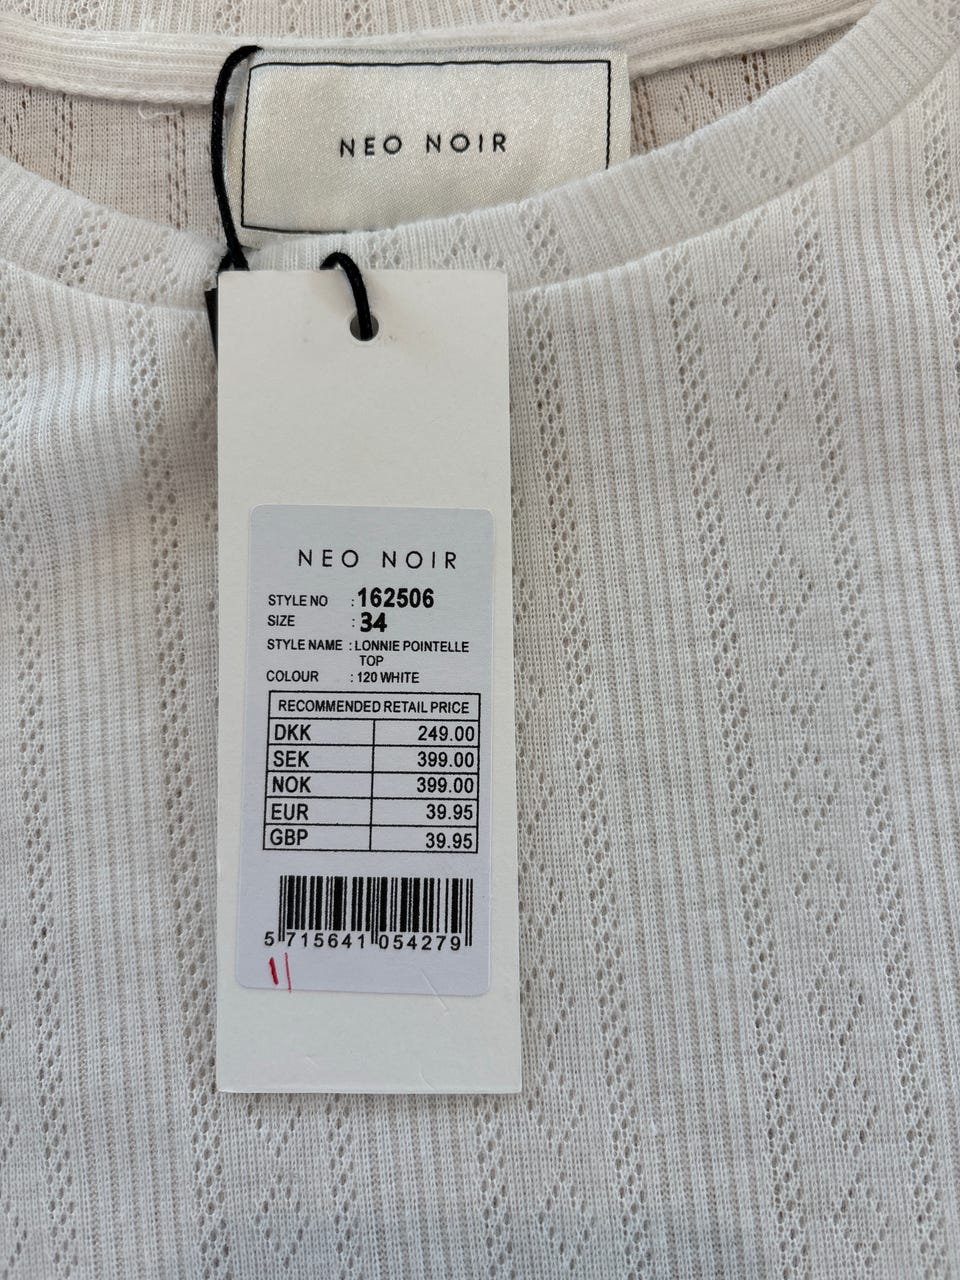 NEO NOIR
NEO NOIR
STYLE NO : 162506
SIZE : 34
STYLE NAME : LONNIE POINTELLE
TOP
COLOUR : 120 WHITE
RECOMMENDED RETAIL PRICE
DKK 249.00
SEK 399.00
NOK 399.00
EUR 39.95
GBP 39.95
5 715641 054279